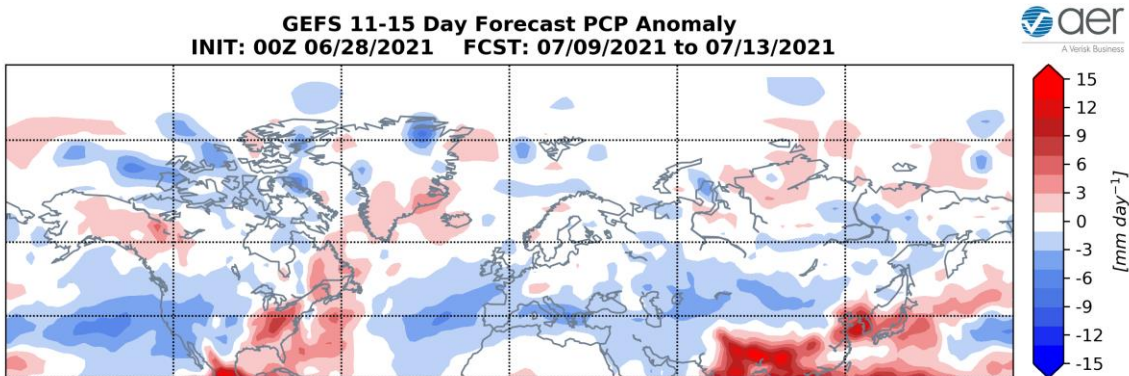 GEFS 11-15 Day Forecast PCP Anomaly
INIT: 00Z 06/28/2021 FCST: 07/09/2021 to 07/13/2021
aer
A Verisk Business
15
12
9
6
3
0
-3
-6
-9
-12
-15
[mm day⁻¹]